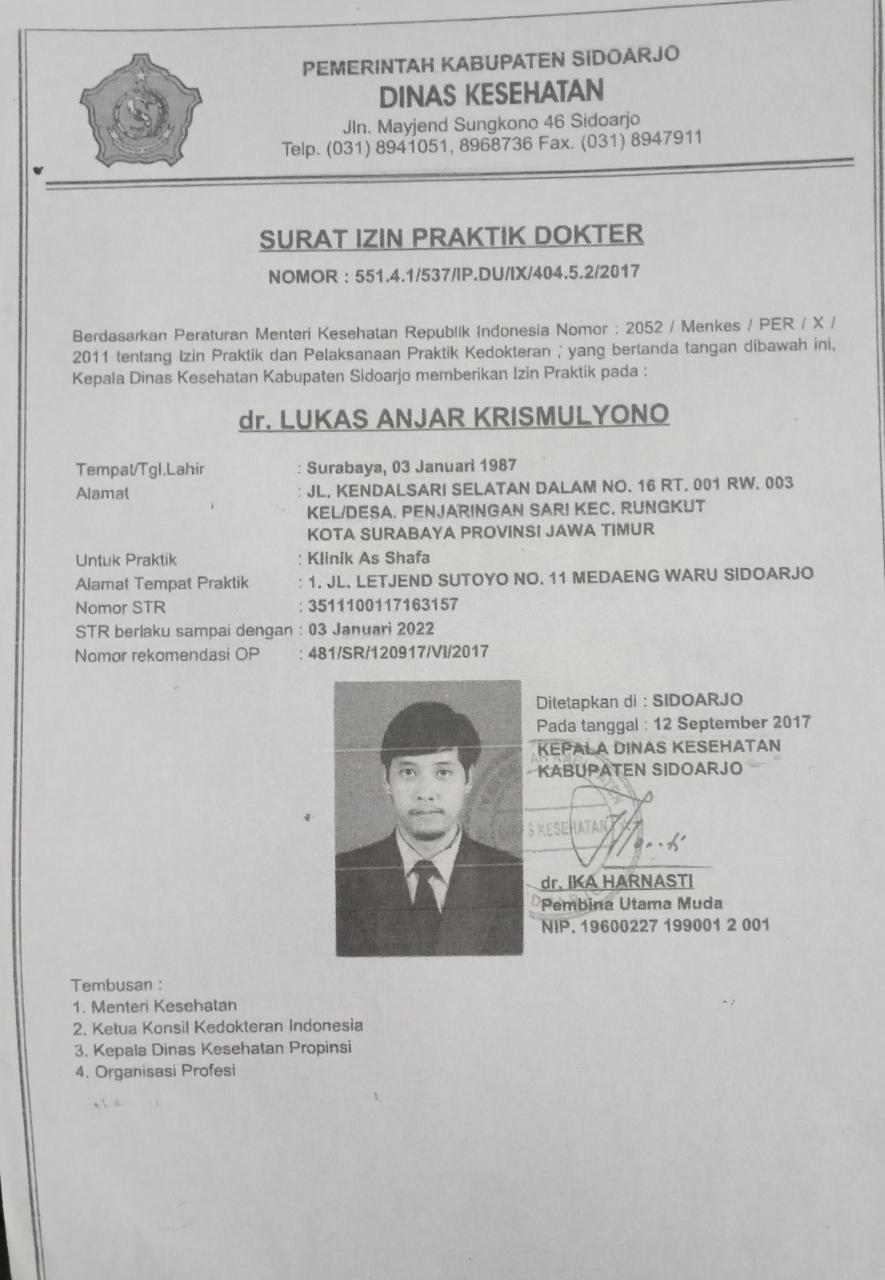 PEMERINTAH KABUPATEN SIDOARJO
DINAS KESEHATAN
Jln. Mayjend Sungkono 46 Sidoarjo
Telp. (031) 8941051, 8968736 Fax. (031) 8947911
SURAT IZIN PRAKTIK DOKTER
NOMOR : 551.4.1/537/IP.DU/IX/404.5.2/2017
Berdasarkan Peraturan Menteri Kesehatan Republik Indonesia Nomor : 2052 / Menkes / PER / X /
2011 tentang Izin Praktik dan Pelaksanaan Praktik Kedokteran ; yang bertanda tangan dibawah ini,
Kepala Dinas Kesehatan Kabupaten Sidoarjo memberikan Izin Praktik pada :
dr. LUKAS ANJAR KRISMULYONO
Tempat/Tgl.Lahir : Surabaya, 03 Januari 1987
Alamat : JL. KENDALSARI SELATAN DALAM NO. 16 RT. 001 RW. 003
KEL/DESA. PENJARINGAN SARI KEC. RUNGKUT
KOTA SURABAYA PROVINSI JAWA TIMUR
Untuk Praktik : Klinik As Shafa
Alamat Tempat Praktik : 1. JL. LETJEND SUTOYO NO. 11 MEDAENG WARU SIDOARJO
Nomor STR : 3511100117163157
STR berlaku sampai dengan : 03 Januari 2022
Nomor rekomendasi OP : 481/SR/120917/VI/2017
Ditetapkan di : SIDOARJO
Pada tanggal : 12 September 2017
KEPALA DINAS KESEHATAN
KABUPATEN SIDOARJO
KESEHATAN
dr. IKA HARNASTI
Pembina Utama Muda
NIP. 19600227 199001 2 001
Tembusan :
1. Menteri Kesehatan
2. Ketua Konsil Kedokteran Indonesia
3. Kepala Dinas Kesehatan Propinsi
4. Organisasi Profesi